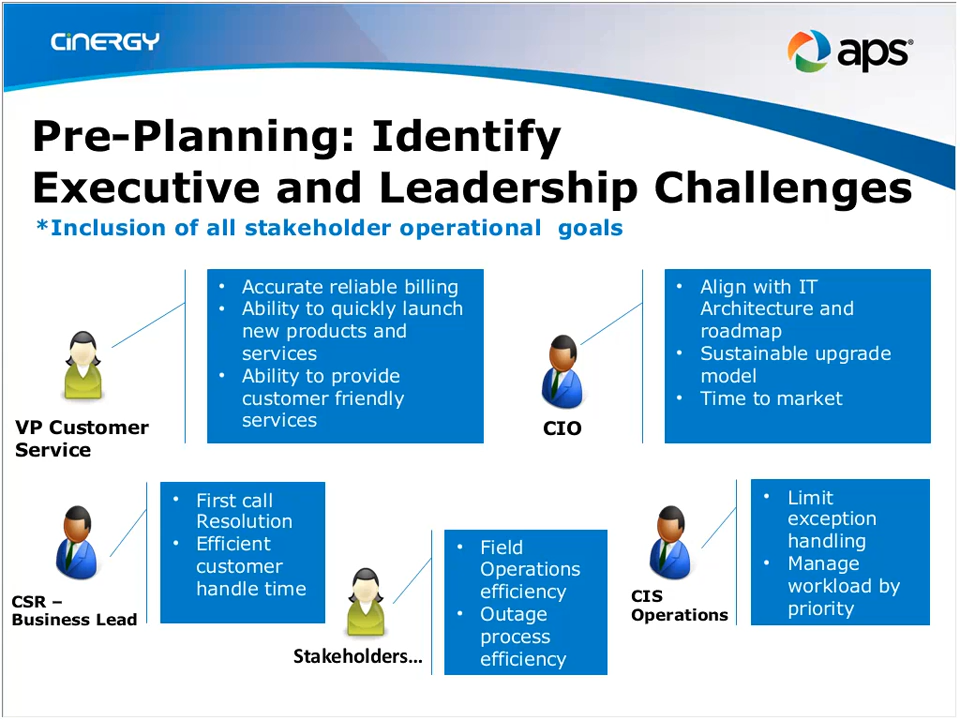 CINERGY
aps®
Pre-Planning: Identify
Executive and Leadership Challenges
*Inclusion of all stakeholder operational goals
• Accurate reliable billing
• Ability to quickly launch
new products and
services
• Ability to provide
customer friendly
services
VP Customer
Service
• Align with IT
Architecture and
roadmap
• Sustainable upgrade
model
• Time to market
CIO
• First call
Resolution
• Efficient
customer
handle time
CSR –
Business Lead
• Field
Operations
efficiency
• Outage
process
efficiency
Stakeholders...
• Limit
exception
handling
• Manage
workload by
priority
CIS
Operations